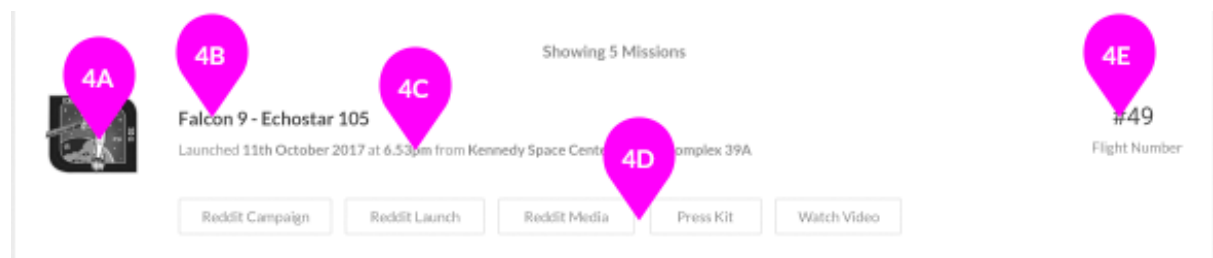 4A
4B
4C
4D
4E
Showing 5 Missions
Falcon 9 - Echostar 105
#49
Launched 11th October 2017 at 6.53pm from Kennedy Space Cente omplex 39A
Flight Number
Reddit Campaign
Reddit Launch
Reddit Media
Press Kit
Watch Video